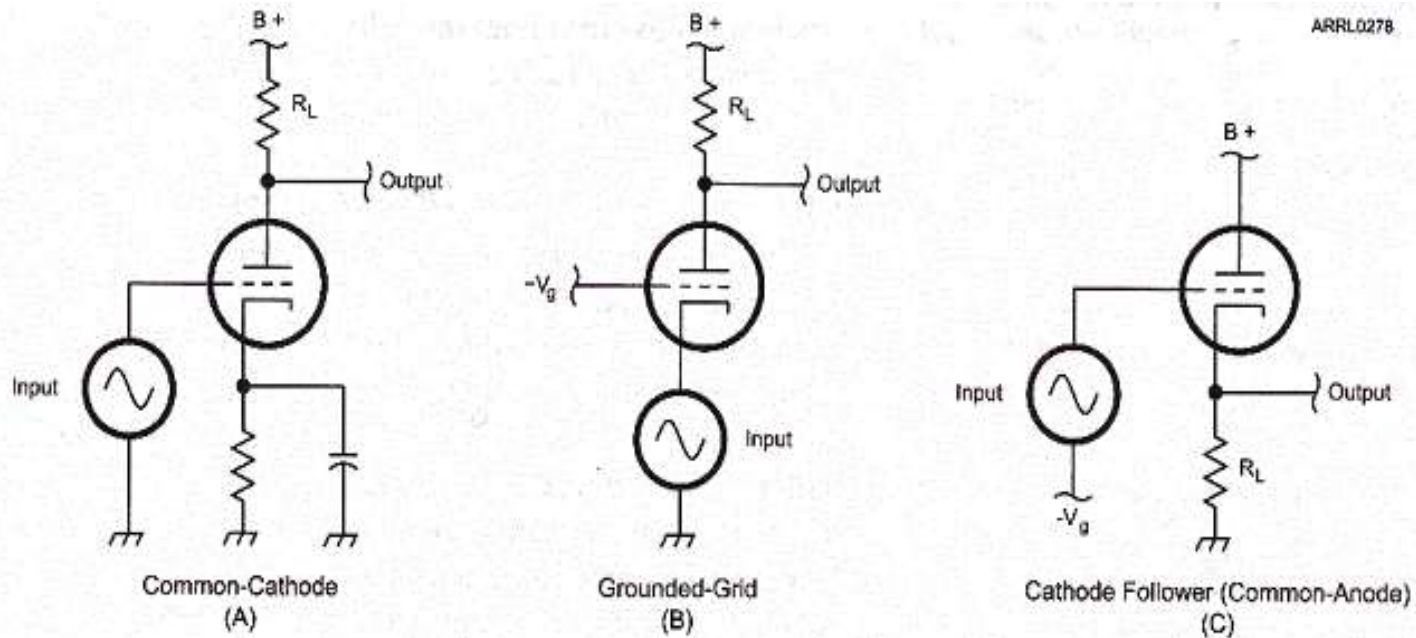 ARRL0278
B +
R_L
Output
Input
Common-Cathode
(A)
B +
R_L
Output
-V_g
Input
Grounded-Grid
(B)
B +
Input
Output
R_L
-V_g
Cathode Follower (Common-Anode)
(C)